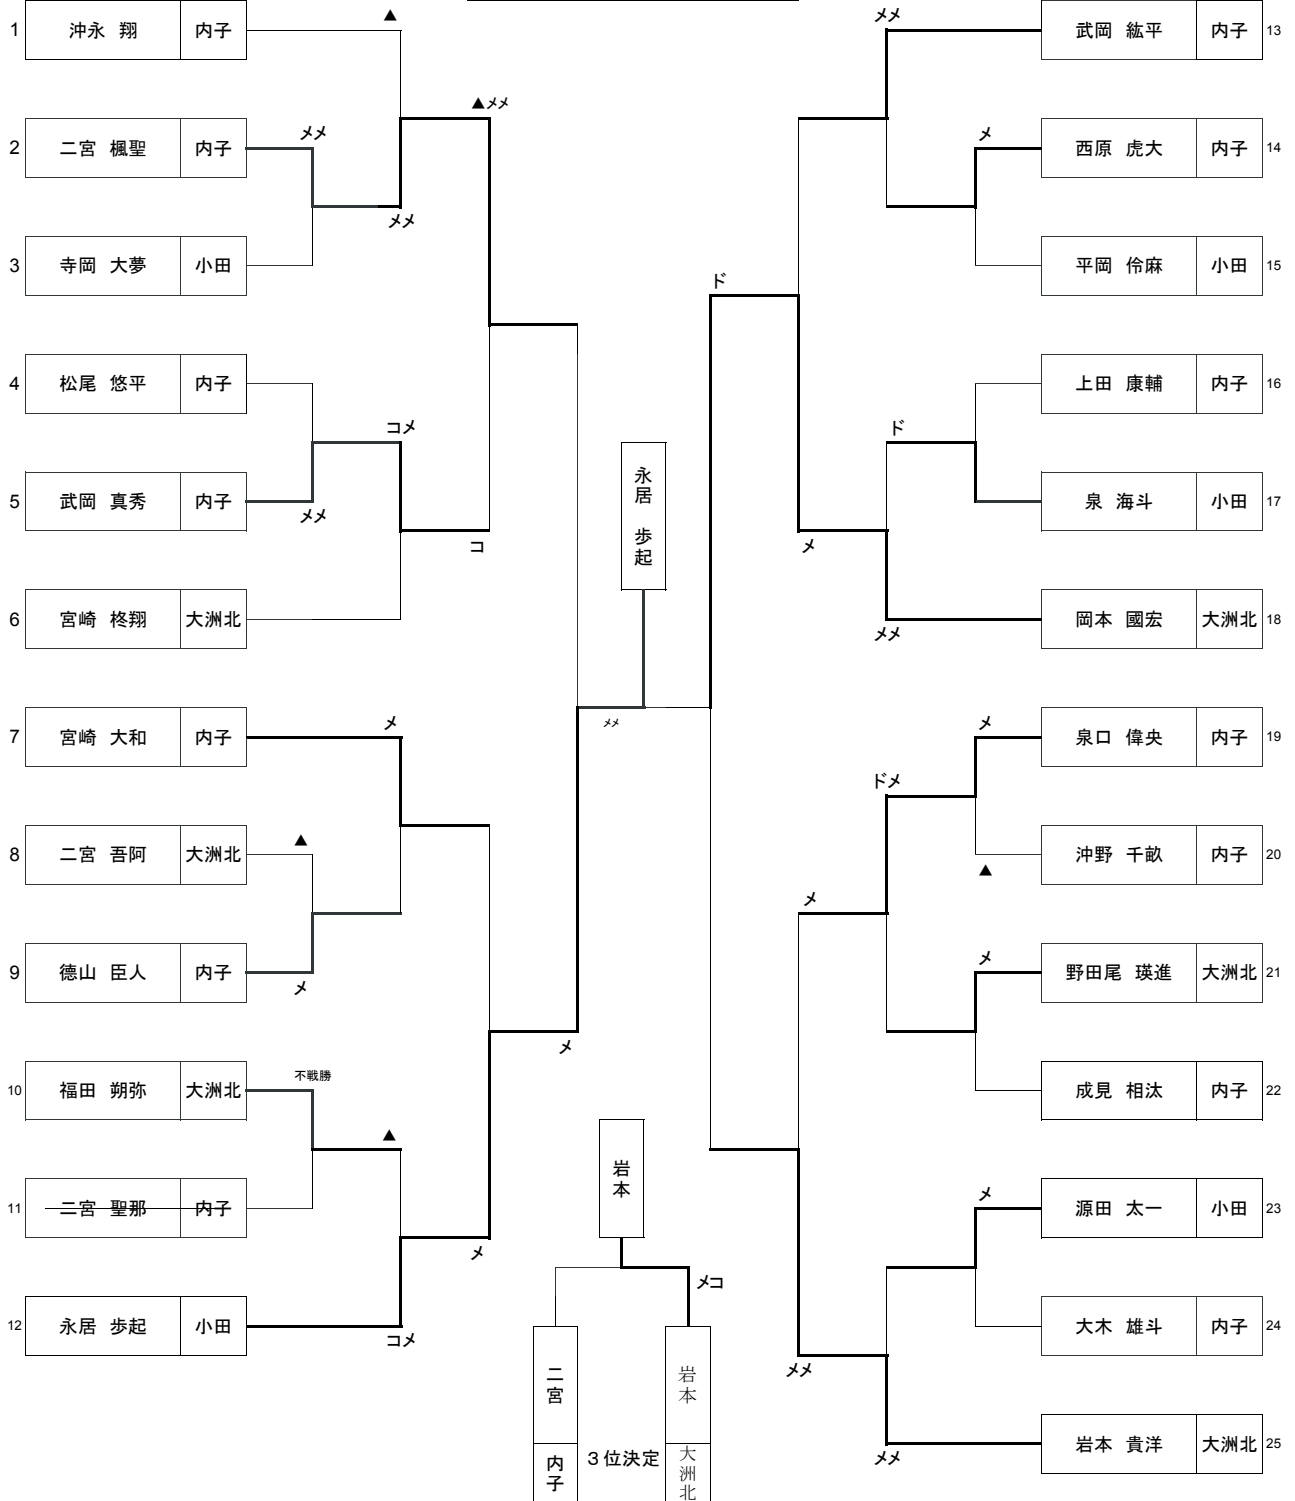 1 沖永 翔 内子
▲
2 二宮 楓聖 内子
メメ
▲メメ
メメ
3 寺岡 大夢 小田
4 松尾 悠平 内子
コメ
5 武岡 真秀 内子
メメ
コ
6 宮崎 柊翔 大洲北
7 宮崎 大和 内子
メ
8 二宮 吾阿 大洲北
▲
9 德山 臣人 内子
メ
メ
10 福田 朔弥 大洲北
不戦勝
▲
11 二宮 聖那 内子
メ
12 永居 歩起 小田
コメ
永居 歩起
メメ
メメ
武岡 紘平 内子 13
メ
西原 虎大 内子 14
平岡 伶麻 小田 15
ド
上田 康輔 内子 16
ド
泉 海斗 小田 17
メ
岡本 國宏 大洲北 18
メメ
メ
泉口 偉央 内子 19
ドメ
沖野 千畝 内子 20
▲
メ
メ
野田尾 瑛進 大洲北 21
成見 相汰 内子 22
メ
源田 太一 小田 23
大木 雄斗 内子 24
メメ
岩本 貴洋 大洲北 25
メメ
岩本
メコ
二宮 内子
3位決定
岩本 大洲北